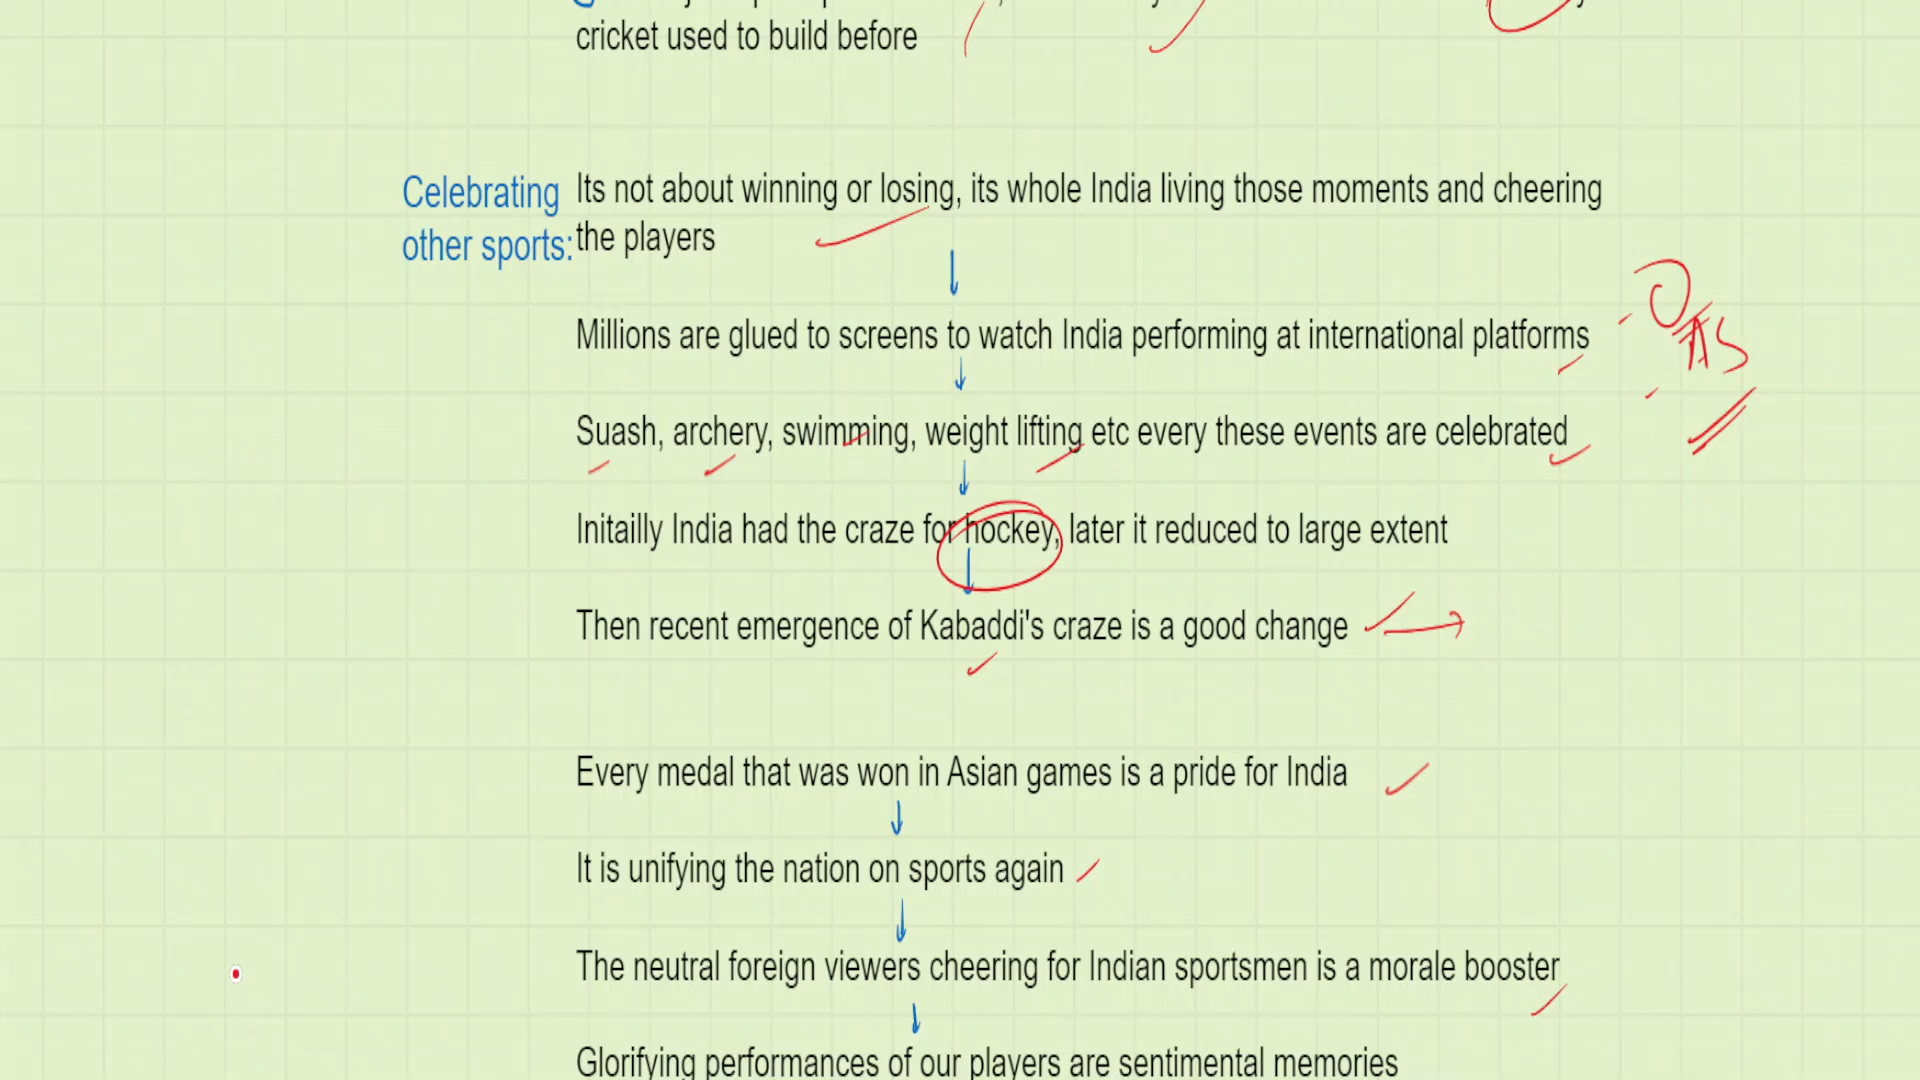 cricket used to build before
Celebrating
other sports:
Its not about winning or losing, its whole India living those moments and cheering
the players
Millions are glued to screens to watch India performing at international platforms
Suash, archery, swimming, weight lifting etc every these events are celebrated
Initailly India had the craze for hockey, later it reduced to large extent
Then recent emergence of Kabaddi's craze is a good change
Every medal that was won in Asian games is a pride for India
It is unifying the nation on sports again
The neutral foreign viewers cheering for Indian sportsmen is a morale booster
Glorifying performances of our players are sentimental memories